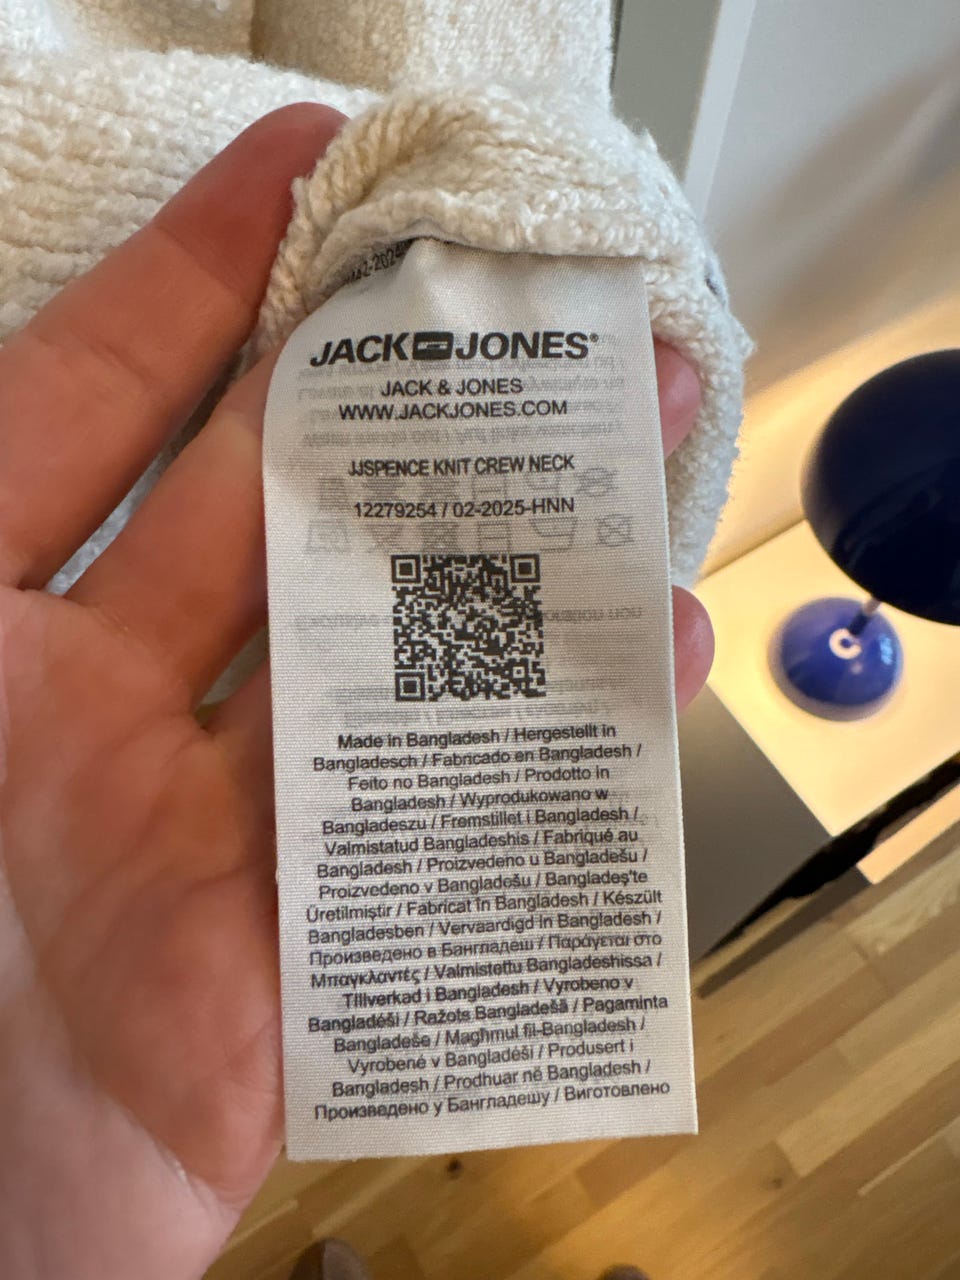 JACK JONES®
JACK & JONES
WWW.JACKJONES.COM
JJSPENCE KNIT CREW NECK
12279254 / 02-2025-HNN
Made in Bangladesh / Hergestellt in
Bangladesch / Fabricado en Bangladesh /
Feito no Bangladesh / Prodotto in
Bangladesh / Wyprodukowano w
Bangladeszu / Fremstillet i Bangladesh /
Valmistatud Bangladeshis / Fabriqué au
Bangladesh / Proizvedeno u Bangladešu /
Proizvedeno v Bangladošu / Bangladeş'te
Üretilmiştir / Fabricat în Bangladesh / Készült
Bangladesben / Vervaardigd in Bangladesh /
Произведено в Бангладеш / Παράγεται στο
Μπαγκλαντές / Valmistettu Bangladeshissa /
Tillverkad i Bangladesh / Vyrobeno v
Bangladéši / Ražots Bangladešā / Pagaminta
Bangladeše / Magħmul fil-Bangladesh /
Vyrobené v Bangladéši / Produsert i
Bangladesh / Prodhuar në Bangladesh /
Произведено у Бангладешу / Виготовлено